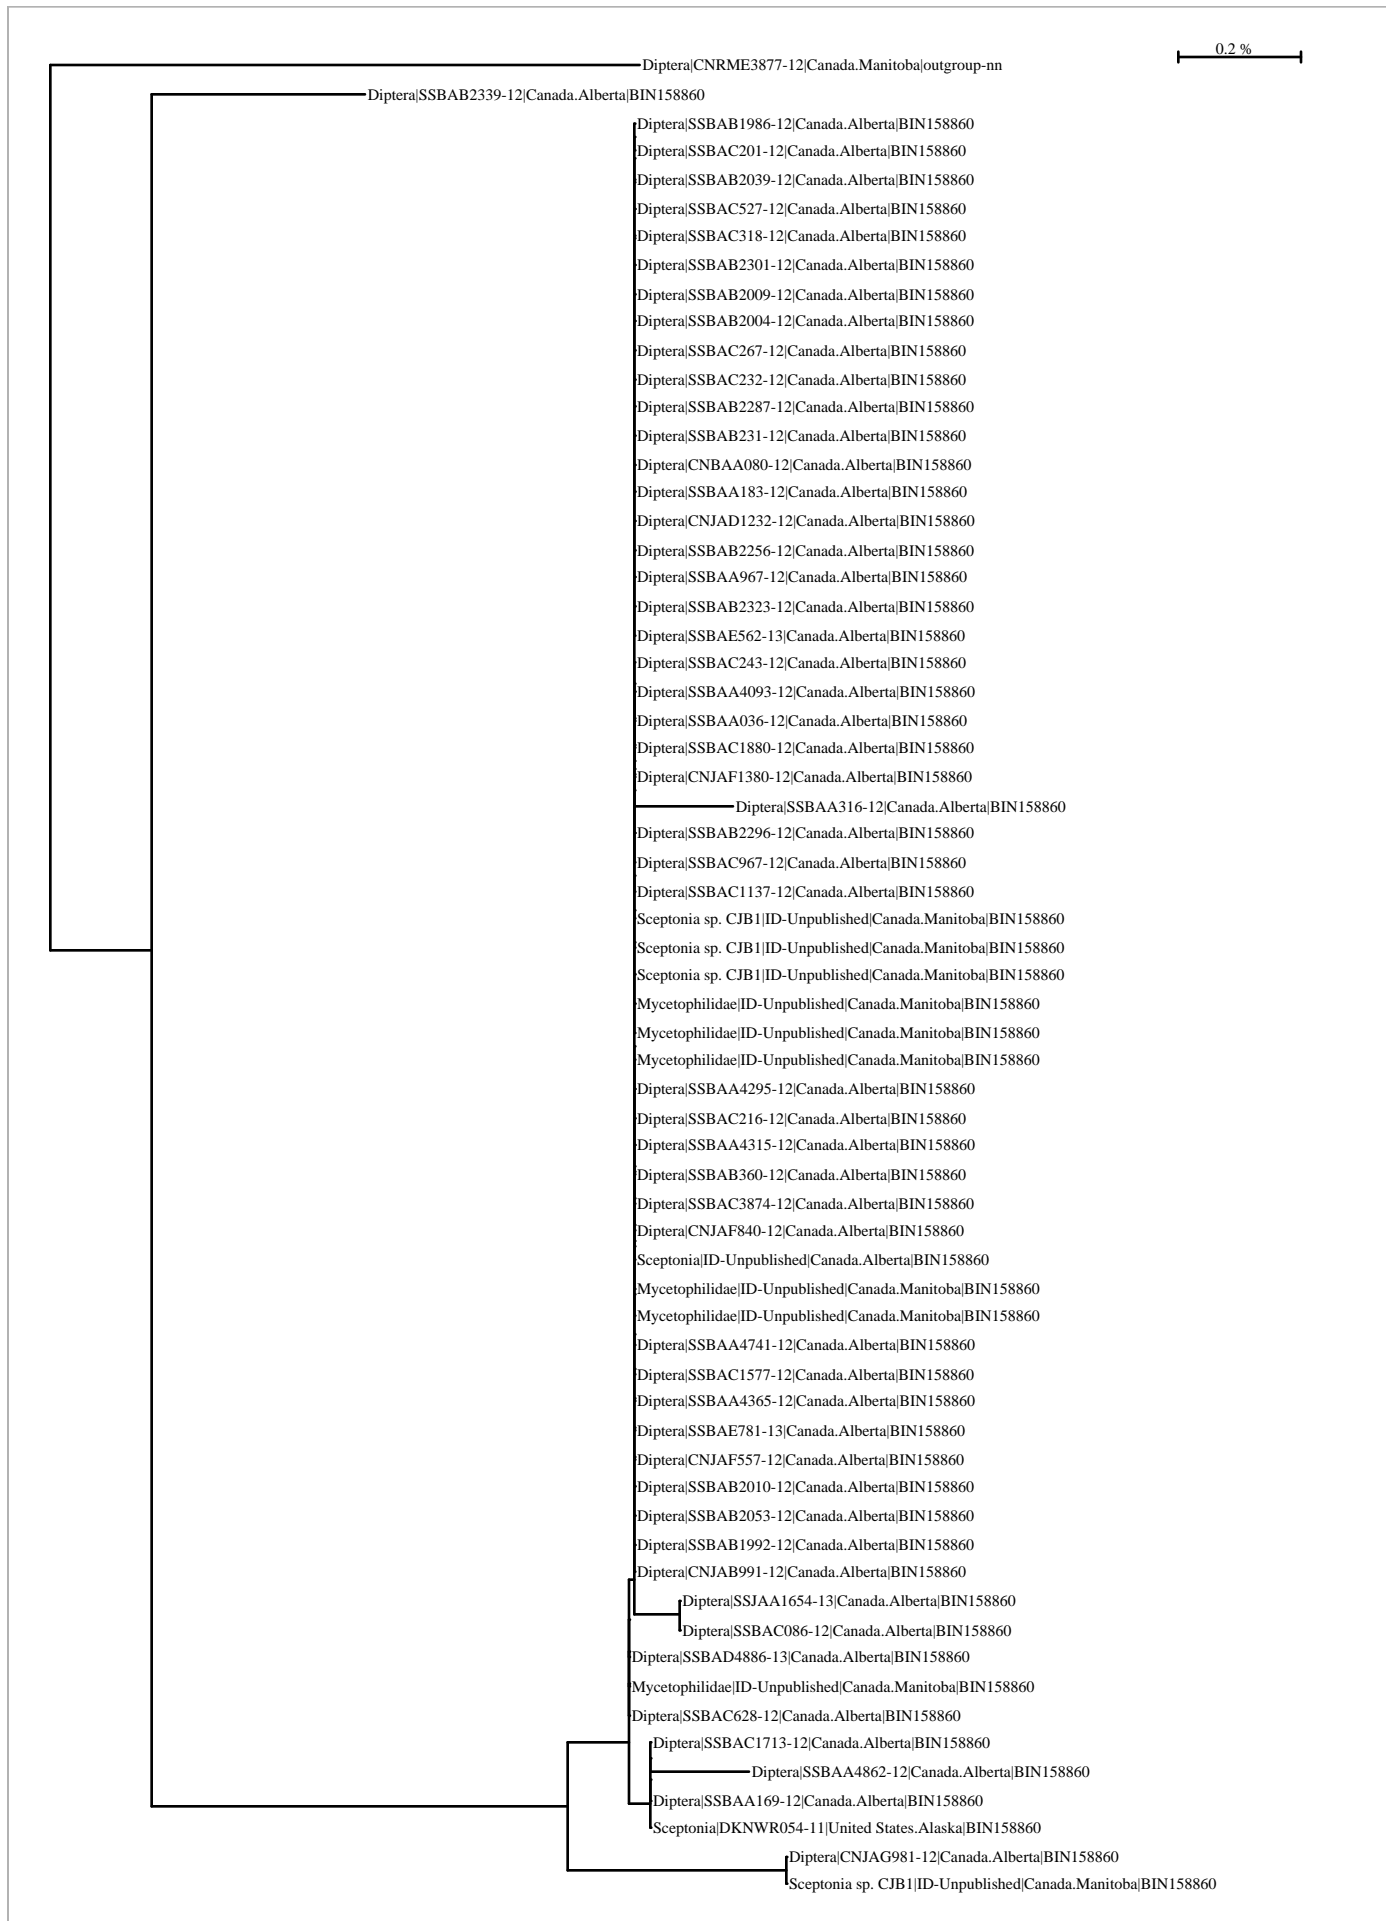 0.2 %
Diptera|CNRME3877-12|Canada.Manitoba|outgroup-nn
Diptera|SSBAB2339-12|Canada.Alberta|BIN158860
Diptera|SSBAB1986-12|Canada.Alberta|BIN158860
Diptera|SSBAC201-12|Canada.Alberta|BIN158860
Diptera|SSBAB2039-12|Canada.Alberta|BIN158860
Diptera|SSBAC527-12|Canada.Alberta|BIN158860
Diptera|SSBAC318-12|Canada.Alberta|BIN158860
Diptera|SSBAB2301-12|Canada.Alberta|BIN158860
Diptera|SSBAB2009-12|Canada.Alberta|BIN158860
Diptera|SSBAB2004-12|Canada.Alberta|BIN158860
Diptera|SSBAC267-12|Canada.Alberta|BIN158860
Diptera|SSBAC232-12|Canada.Alberta|BIN158860
Diptera|SSBAB2287-12|Canada.Alberta|BIN158860
Diptera|SSBAB231-12|Canada.Alberta|BIN158860
Diptera|CNBAA080-12|Canada.Alberta|BIN158860
Diptera|SSBAA183-12|Canada.Alberta|BIN158860
Diptera|CNJAD1232-12|Canada.Alberta|BIN158860
Diptera|SSBAB2256-12|Canada.Alberta|BIN158860
Diptera|SSBAA967-12|Canada.Alberta|BIN158860
Diptera|SSBAB2323-12|Canada.Alberta|BIN158860
Diptera|SSBAE562-13|Canada.Alberta|BIN158860
Diptera|SSBAC243-12|Canada.Alberta|BIN158860
Diptera|SSBAA4093-12|Canada.Alberta|BIN158860
Diptera|SSBAA036-12|Canada.Alberta|BIN158860
Diptera|SSBAC1880-12|Canada.Alberta|BIN158860
Diptera|CNJAF1380-12|Canada.Alberta|BIN158860
Diptera|SSBAA316-12|Canada.Alberta|BIN158860
Diptera|SSBAB2296-12|Canada.Alberta|BIN158860
Diptera|SSBAC967-12|Canada.Alberta|BIN158860
Diptera|SSBAC1137-12|Canada.Alberta|BIN158860
Sceptonia sp. CJB1|ID-Unpublished|Canada.Manitoba|BIN158860
Sceptonia sp. CJB1|ID-Unpublished|Canada.Manitoba|BIN158860
Sceptonia sp. CJB1|ID-Unpublished|Canada.Manitoba|BIN158860
Mycetophilidae|ID-Unpublished|Canada.Manitoba|BIN158860
Mycetophilidae|ID-Unpublished|Canada.Manitoba|BIN158860
Mycetophilidae|ID-Unpublished|Canada.Manitoba|BIN158860
Diptera|SSBAA4295-12|Canada.Alberta|BIN158860
Diptera|SSBAC216-12|Canada.Alberta|BIN158860
Diptera|SSBAA4315-12|Canada.Alberta|BIN158860
Diptera|SSBAB360-12|Canada.Alberta|BIN158860
Diptera|SSBAC3874-12|Canada.Alberta|BIN158860
Diptera|CNJAF840-12|Canada.Alberta|BIN158860
Sceptonia|ID-Unpublished|Canada.Alberta|BIN158860
Mycetophilidae|ID-Unpublished|Canada.Manitoba|BIN158860
Mycetophilidae|ID-Unpublished|Canada.Manitoba|BIN158860
Diptera|SSBAA4741-12|Canada.Alberta|BIN158860
Diptera|SSBAC1577-12|Canada.Alberta|BIN158860
Diptera|SSBAA4365-12|Canada.Alberta|BIN158860
Diptera|SSBAE781-13|Canada.Alberta|BIN158860
Diptera|CNJAF557-12|Canada.Alberta|BIN158860
Diptera|SSBAB2010-12|Canada.Alberta|BIN158860
Diptera|SSBAB2053-12|Canada.Alberta|BIN158860
Diptera|SSBAB1992-12|Canada.Alberta|BIN158860
Diptera|CNJAB991-12|Canada.Alberta|BIN158860
Diptera|SSJAA1654-13|Canada.Alberta|BIN158860
Diptera|SSBAC086-12|Canada.Alberta|BIN158860
Diptera|SSBAD4886-13|Canada.Alberta|BIN158860
Mycetophilidae|ID-Unpublished|Canada.Manitoba|BIN158860
Diptera|SSBAC628-12|Canada.Alberta|BIN158860
Diptera|SSBAC1713-12|Canada.Alberta|BIN158860
Diptera|SSBAA4862-12|Canada.Alberta|BIN158860
Diptera|SSBAA169-12|Canada.Alberta|BIN158860
Sceptonia|DKNWR054-11|United States.Alaska|BIN158860
Diptera|CNJAG981-12|Canada.Alberta|BIN158860
Sceptonia sp. CJB1|ID-Unpublished|Canada.Manitoba|BIN158860